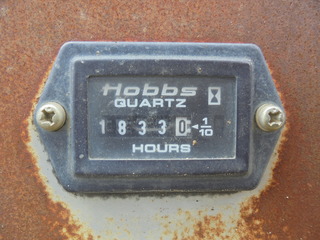 Hobbs
QUARTZ
1 8 3 3 0 ◄ 1/10
HOURS